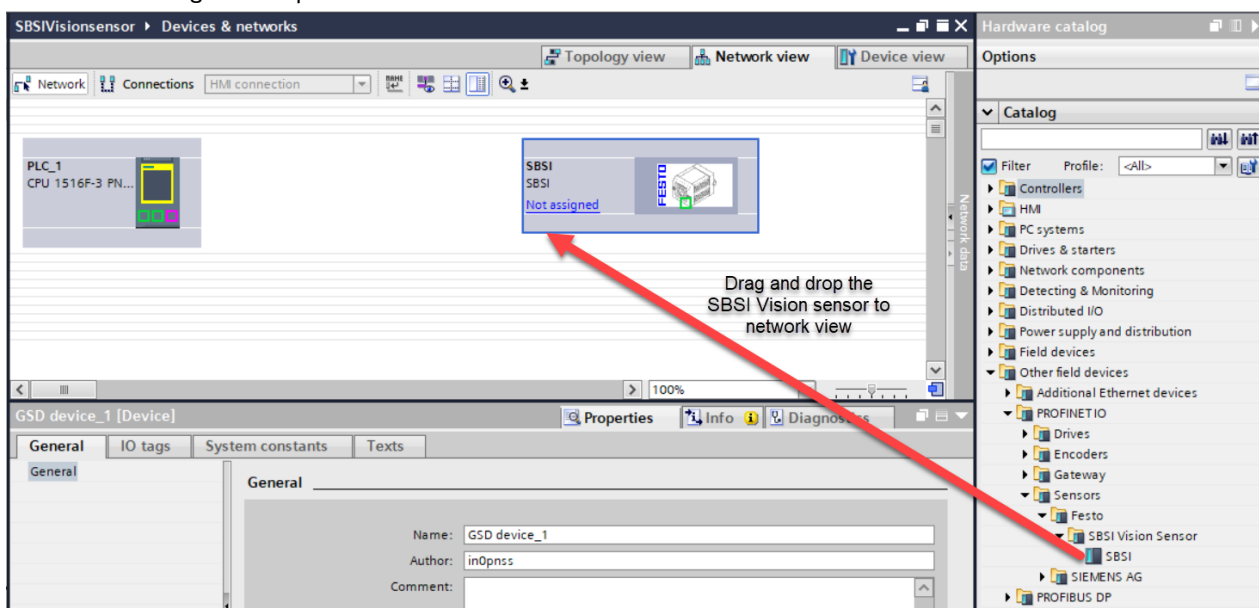 SBSIVisionsensor ▸ Devices & networks
Topology view
Network view
Device view
Network
Connections
HMI connection
PLC_1
CPU 1516F-3 PN...
SBSI
SBSI
Not assigned
FESTO
Drag and drop the
SBSI Vision sensor to
network view
Network data
100%
GSD device_1 [Device]
Properties
Info
Diagnostics
General
IO tags
System constants
Texts
General
General
Name: GSD device_1
Author: in0pnss
Comment:
Hardware catalog
Options
Catalog
Filter
Profile: <All>
Controllers
HMI
PC systems
Drives & starters
Network components
Detecting & Monitoring
Distributed I/O
Power supply and distribution
Field devices
Other field devices
Additional Ethernet devices
PROFINET IO
Drives
Encoders
Gateway
Sensors
Festo
SBSI Vision Sensor
SBSI
SIEMENS AG
PROFIBUS DP